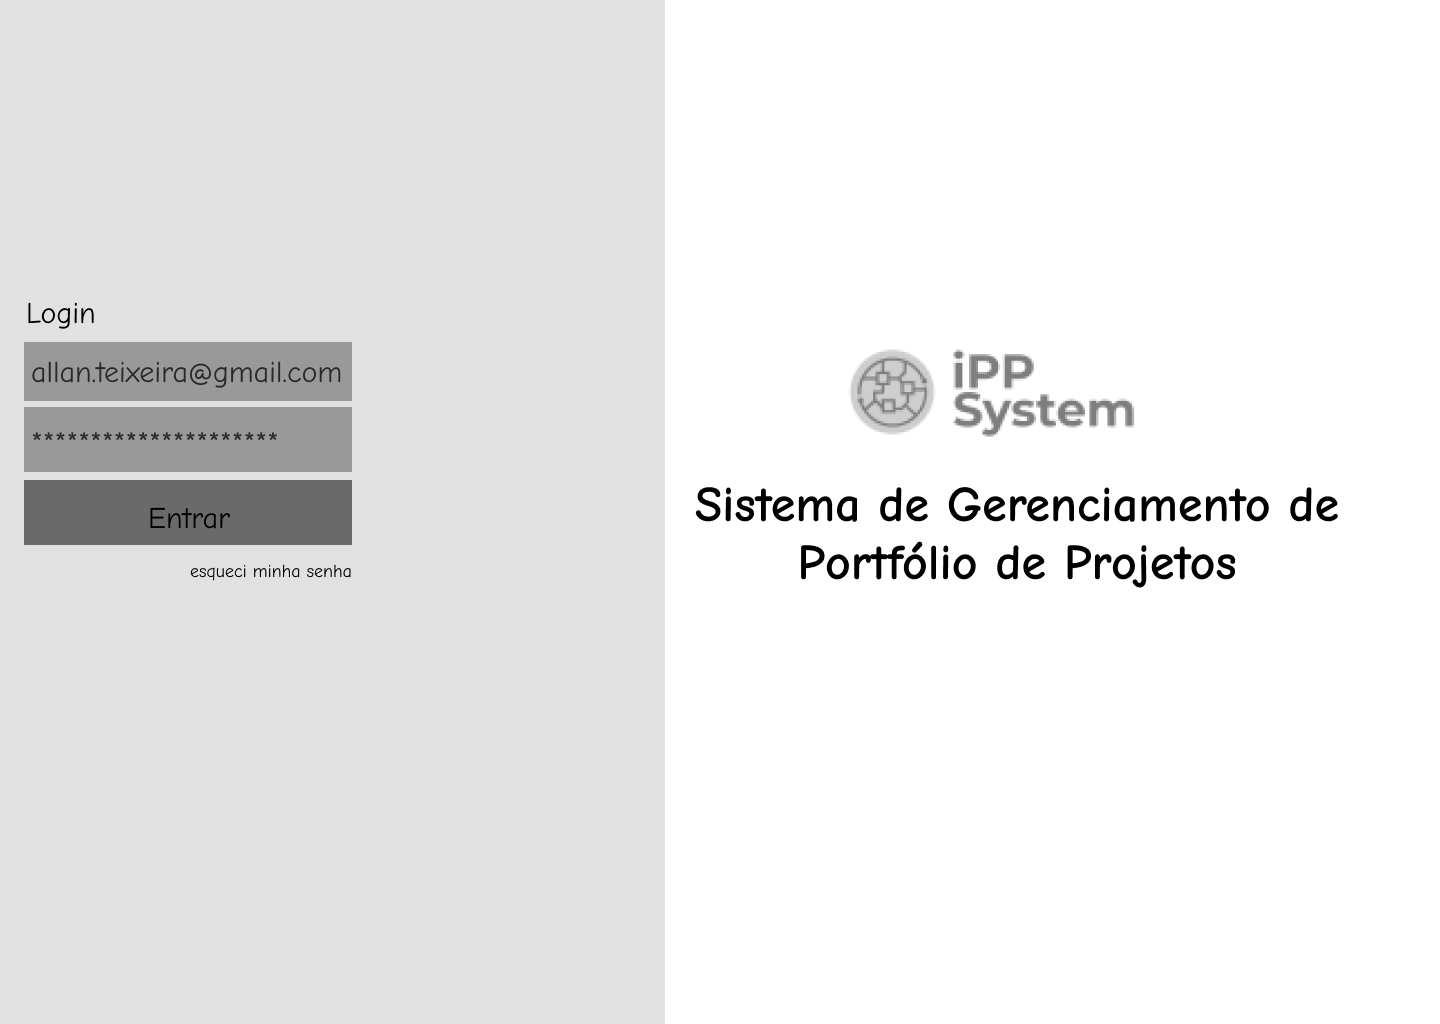 Login
allan.teixeira@gmail.com
*********************
Entrar
esqueci minha senha
iPP
System
Sistema de Gerenciamento de
Portfólio de Projetos